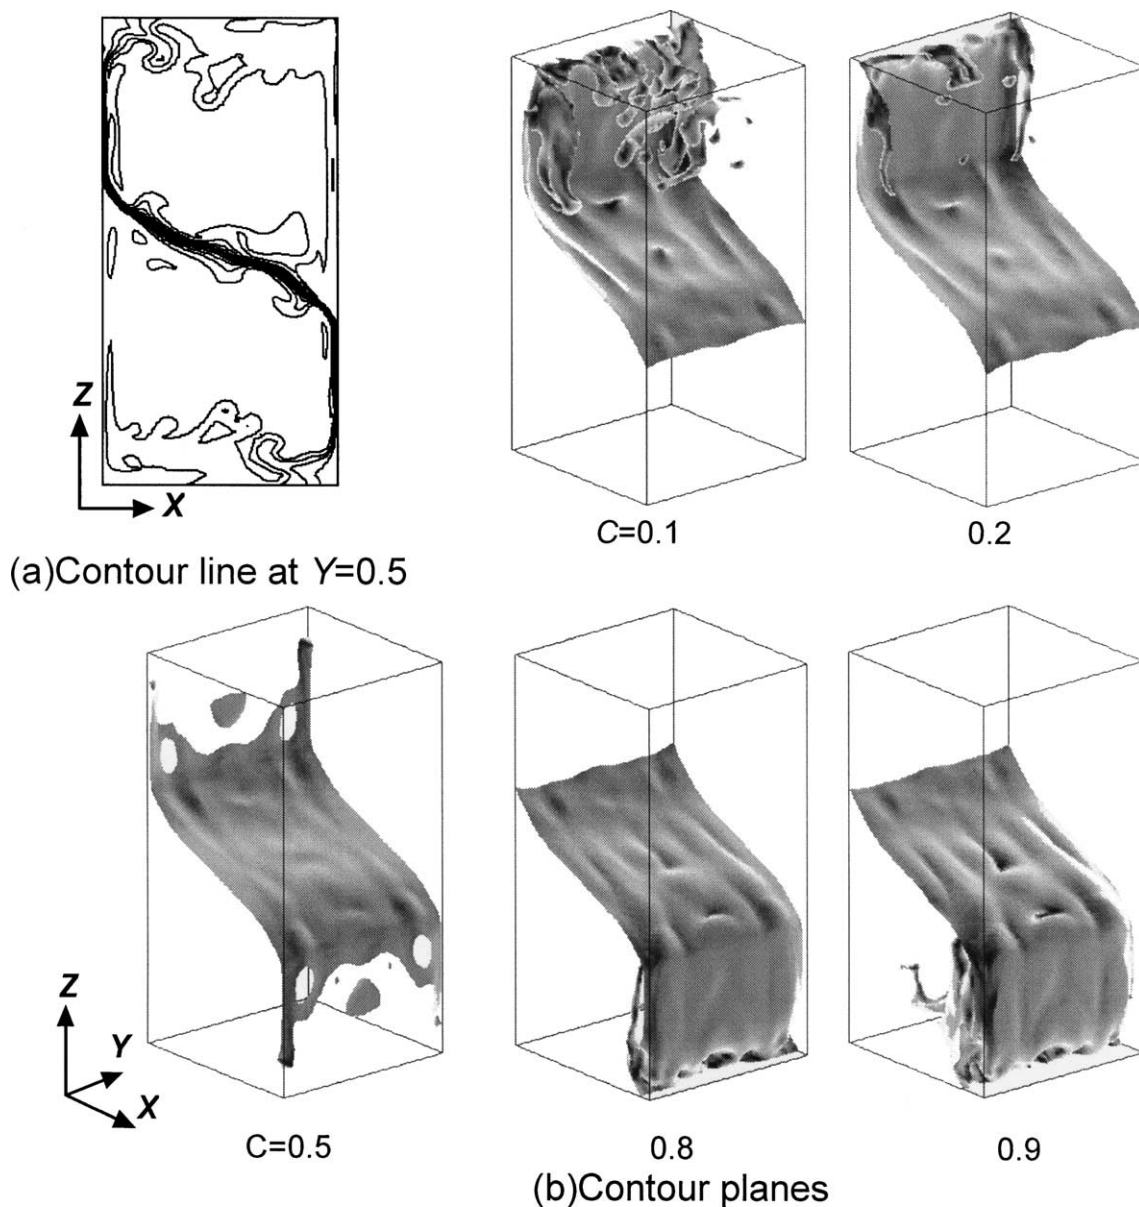 Z
X
C=0.1
0.2
(a)Contour line at Y=0.5
Z
Y
X
C=0.5
0.8
0.9
(b)Contour planes